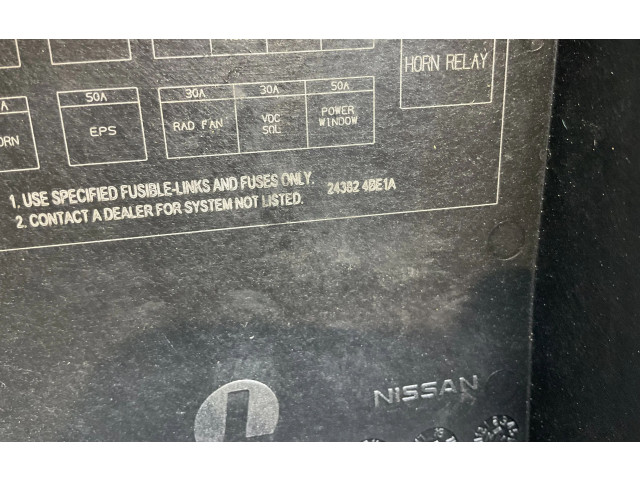 HORN RELAY
A 50A 30A 30A 50A
ORN EPS RAD FAN VDC SOL POWER WINDOW
1. USE SPECIFIED FUSIBLE-LINKS AND FUSES ONLY. 24382 4BE1A
2. CONTACT A DEALER FOR SYSTEM NOT LISTED.
NISSAN